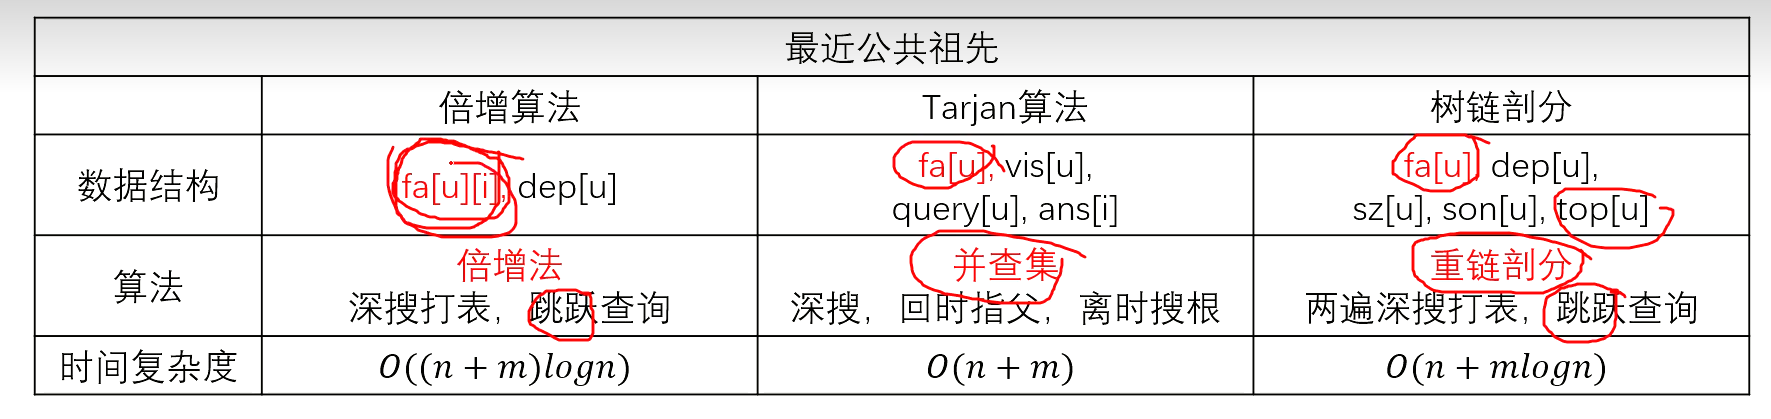 最近公共祖先
倍增算法 Tarjan算法 树链剖分
数据结构 fa[u][i], dep[u] fa[u], vis[u], fa[u], dep[u],
query[u], ans[i] sz[u], son[u], top[u]
算法 倍增法 并查集 重链剖分
深搜打表，跳跃查询 深搜，回时指父，离时搜根 两遍深搜打表，跳跃查询
时间复杂度 O((n + m)logn) O(n + m) O(n + mlogn)